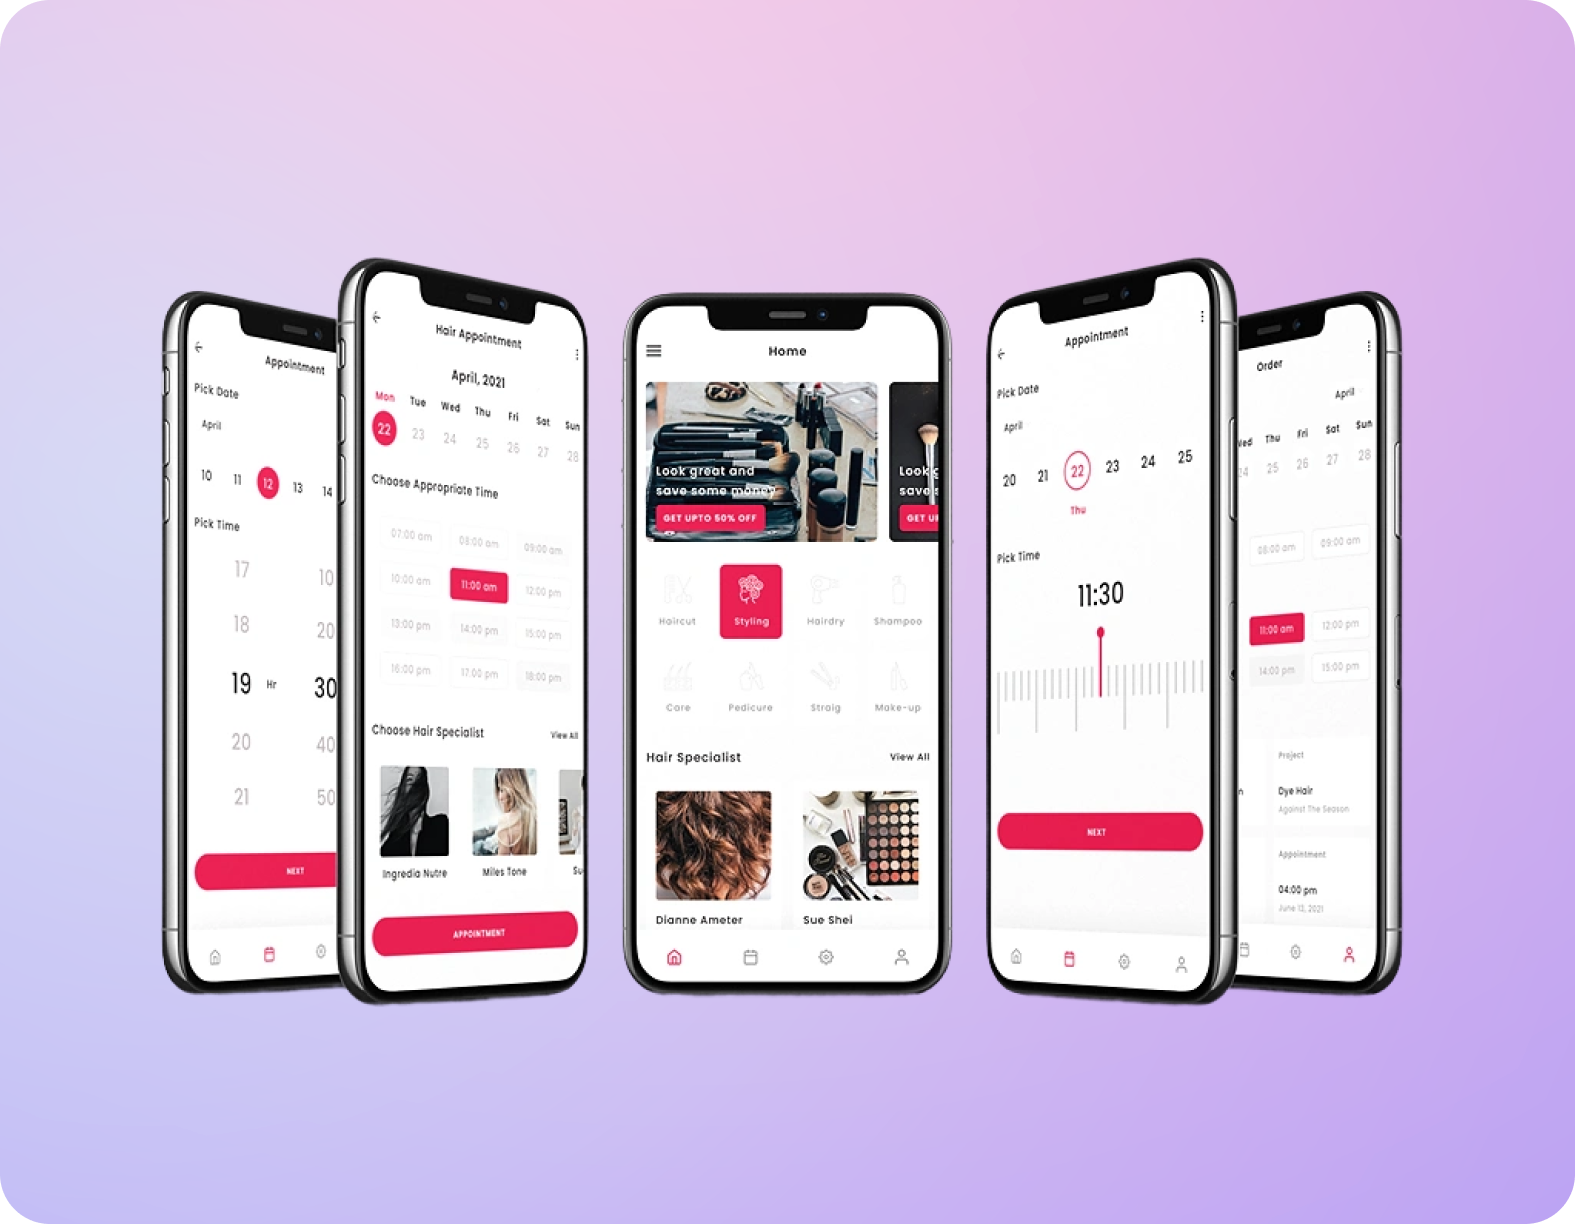 Appointment
Pick Date
April
10 11 12 13 14
Pick Time
17 10
18 20
19 Hr 30
20 40
21 50
NEXT
Hair Appointment
April, 2021
Mon Tue Wed Thu Fri Sat Sun
22 23 24 25 26 27 28
Choose Appropriate Time
07:00 am 08:00 am 09:00 am
10:00 am 11:00 am 12:00 pm
13:00 pm 14:00 pm 15:00 pm
16:00 pm 17:00 pm 18:00 pm
Choose Hair Specialist View All
Ingredia Nutre Miles Tone Su
APPOINTMENT
Home
Look great and
save some money
GET UPTO 50% OFF
Look g
save s
GET U
Haircut Styling Hairdry Shampoo
Care Pedicure Straig Make-up
Hair Specialist View All
Dianne Ameter Sue Shei
Appointment
Pick Date
April
20 21 22 23 24 25
Thu
Pick Time
11:30
NEXT
Order
April
Wed Thu Fri Sat Sun
24 25 26 27 28
08:00 am 09:00 am
11:00 am 12:00 pm
14:00 pm 15:00 pm
Project
n Dye Hair
Against The Season
Appointment
04:00 pm
June 13, 2021